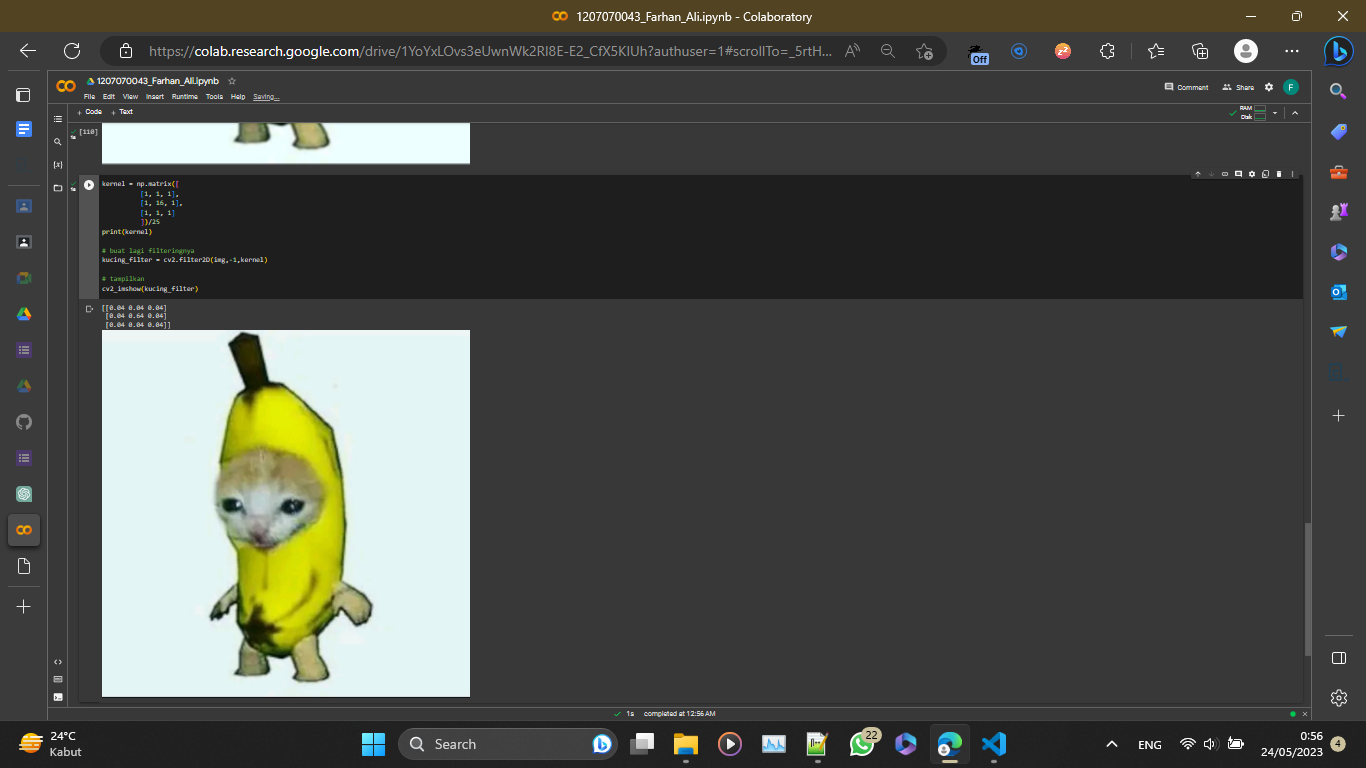 1207070043_Farhan_Ali.ipynb - Colaboratory
https://colab.research.google.com/drive/1YoYxLOvs3eUwnWk2Rl8E-E2_CfX5KIUh?authuser=1#scrollTo=_5rtH...
Off
1207070043_Farhan_Ali.ipynb
File Edit View Insert Runtime Tools Help Saving...
Comment Share F
+ Code + Text
RAM
Disk
[110]
1s
1s
kernel = np.matrix([
[1, 1, 1],
[1, 16, 1],
[1, 1, 1]
])/25
print(kernel)
# buat lagi filteringnya
kucing_filter = cv2.filter2D(img,-1,kernel)
# tampilkan
cv2_imshow(kucing_filter)
[[0.04 0.04 0.04]
[0.04 0.64 0.04]
[0.04 0.04 0.04]]
1s completed at 12:56 AM
24°C
Kabut
Search
22
ENG
0:56
24/05/2023
4